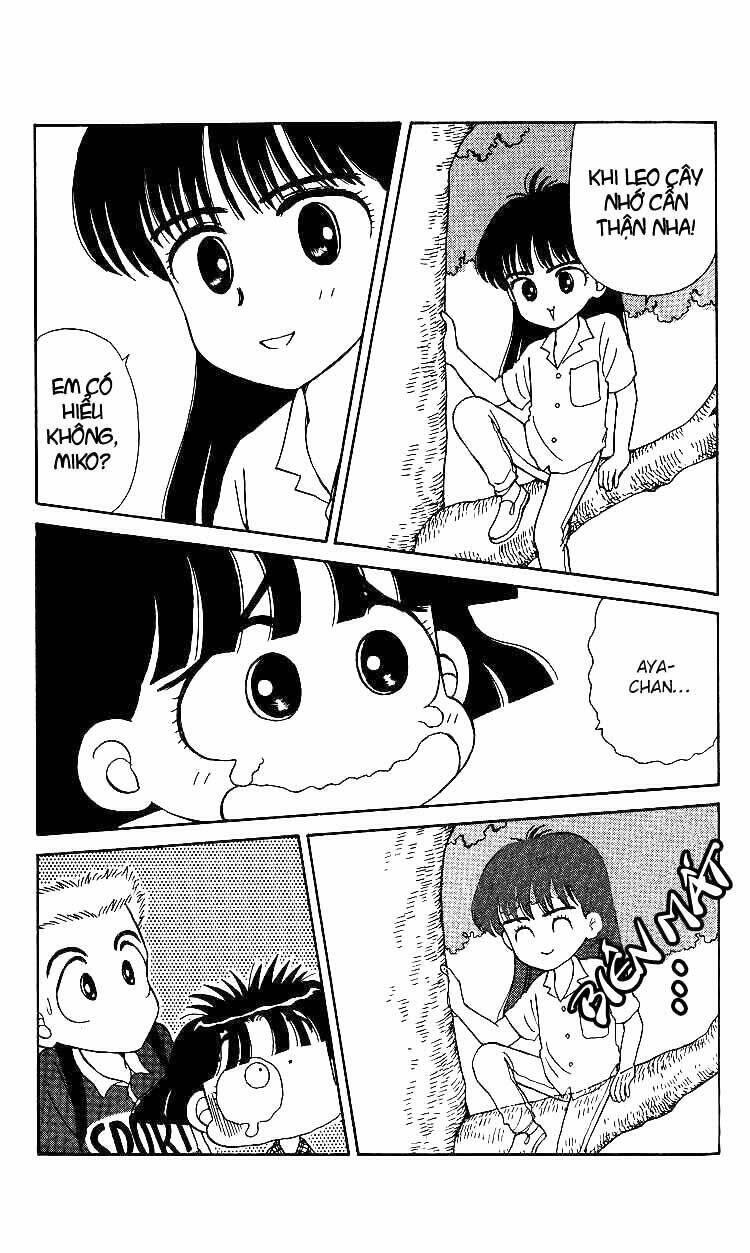 KHI LEO CÂY
NHỚ CẨN
THẬN NHA!
EM CÓ
HIỂU
KHÔNG,
MIKO?
AYA-
CHAN...
BIẾN MẤT
...
SPORT